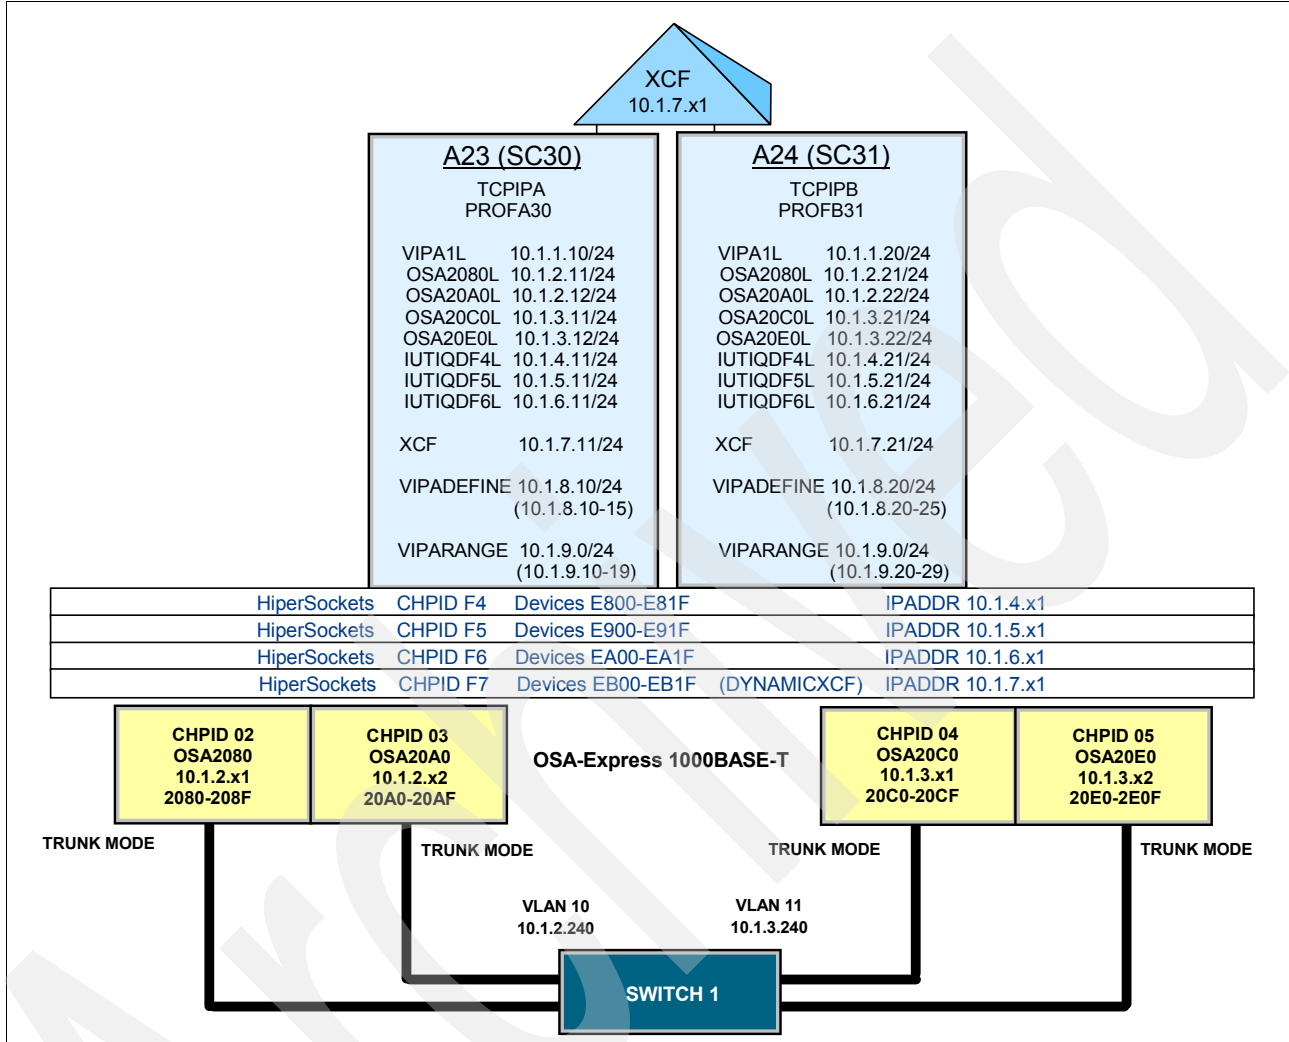 XCF
10.1.7.x1
A23 (SC30)
TCPIPA
PROFA30
VIPA1L 10.1.1.10/24
OSA2080L 10.1.2.11/24
OSA20A0L 10.1.2.12/24
OSA20C0L 10.1.3.11/24
OSA20E0L 10.1.3.12/24
IUTIQDF4L 10.1.4.11/24
IUTIQDF5L 10.1.5.11/24
IUTIQDF6L 10.1.6.11/24
XCF 10.1.7.11/24
VIPADEFINE 10.1.8.10/24
(10.1.8.10-15)
VIPARANGE 10.1.9.0/24
(10.1.9.10-19)
A24 (SC31)
TCPIPB
PROFB31
VIPA1L 10.1.1.20/24
OSA2080L 10.1.2.21/24
OSA20A0L 10.1.2.22/24
OSA20C0L 10.1.3.21/24
OSA20E0L 10.1.3.22/24
IUTIQDF4L 10.1.4.21/24
IUTIQDF5L 10.1.5.21/24
IUTIQDF6L 10.1.6.21/24
XCF 10.1.7.21/24
VIPADEFINE 10.1.8.20/24
(10.1.8.20-25)
VIPARANGE 10.1.9.0/24
(10.1.9.20-29)
HiperSockets CHPID F4 Devices E800-E81F IPADDR 10.1.4.x1
HiperSockets CHPID F5 Devices E900-E91F IPADDR 10.1.5.x1
HiperSockets CHPID F6 Devices EA00-EA1F IPADDR 10.1.6.x1
HiperSockets CHPID F7 Devices EB00-EB1F (DYNAMICXCF) IPADDR 10.1.7.x1
CHPID 02
OSA2080
10.1.2.x1
2080-208F
CHPID 03
OSA20A0
10.1.2.x2
20A0-20AF
OSA-Express 1000BASE-T
CHPID 04
OSA20C0
10.1.3.x1
20C0-20CF
CHPID 05
OSA20E0
10.1.3.x2
20E0-2E0F
TRUNK MODE
TRUNK MODE
TRUNK MODE
TRUNK MODE
VLAN 10
10.1.2.240
VLAN 11
10.1.3.240
SWITCH 1
Archived